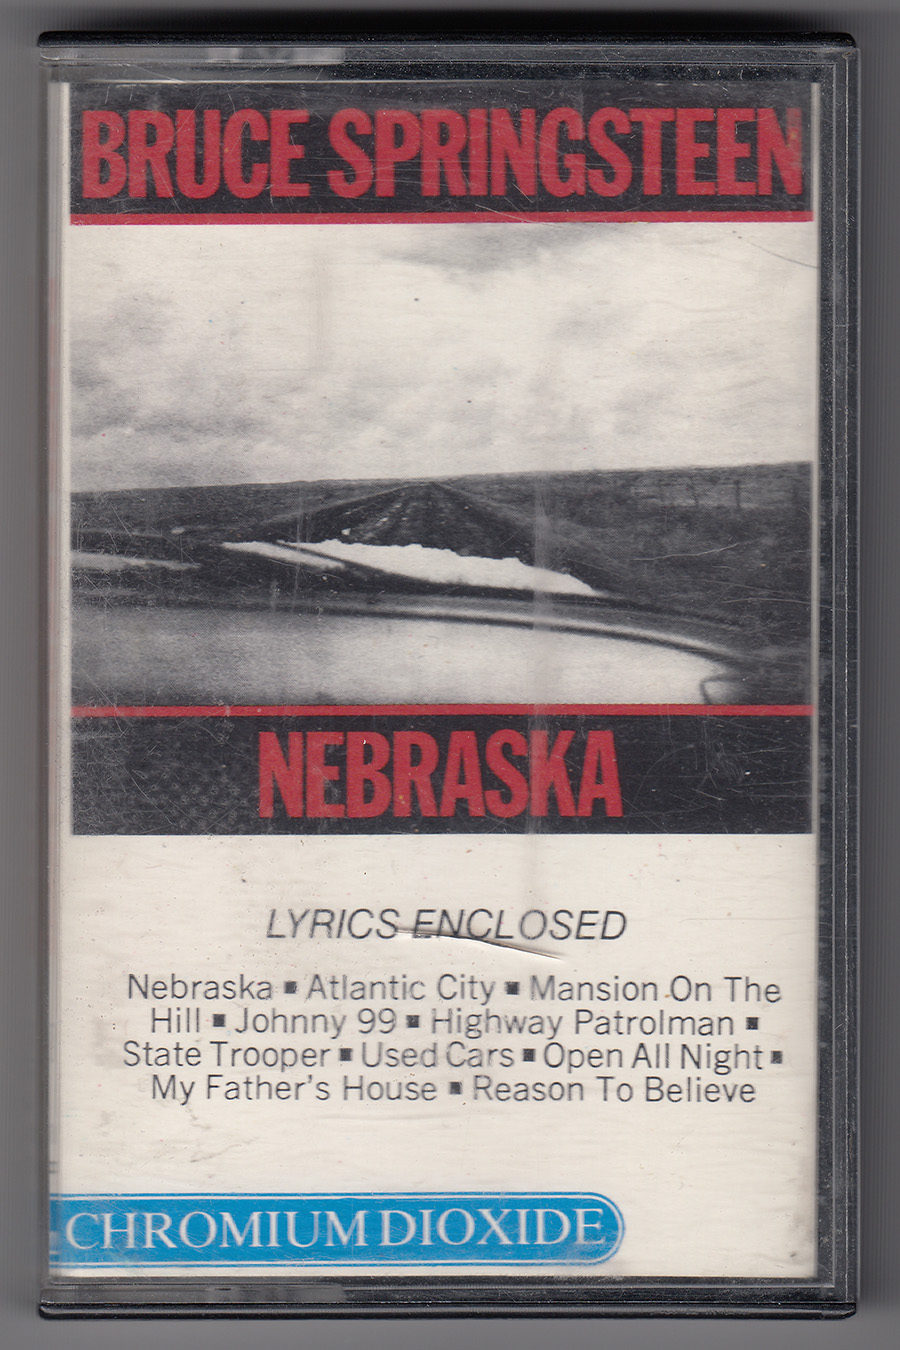 BRUCE SPRINGSTEEN
NEBRASKA
LYRICS ENCLOSED
Nebraska ▪ Atlantic City ▪ Mansion On The
Hill ▪ Johnny 99 ▪ Highway Patrolman ▪
State Trooper ▪ Used Cars ▪ Open All Night ▪
My Father's House ▪ Reason To Believe
CHROMIUM DIOXIDE